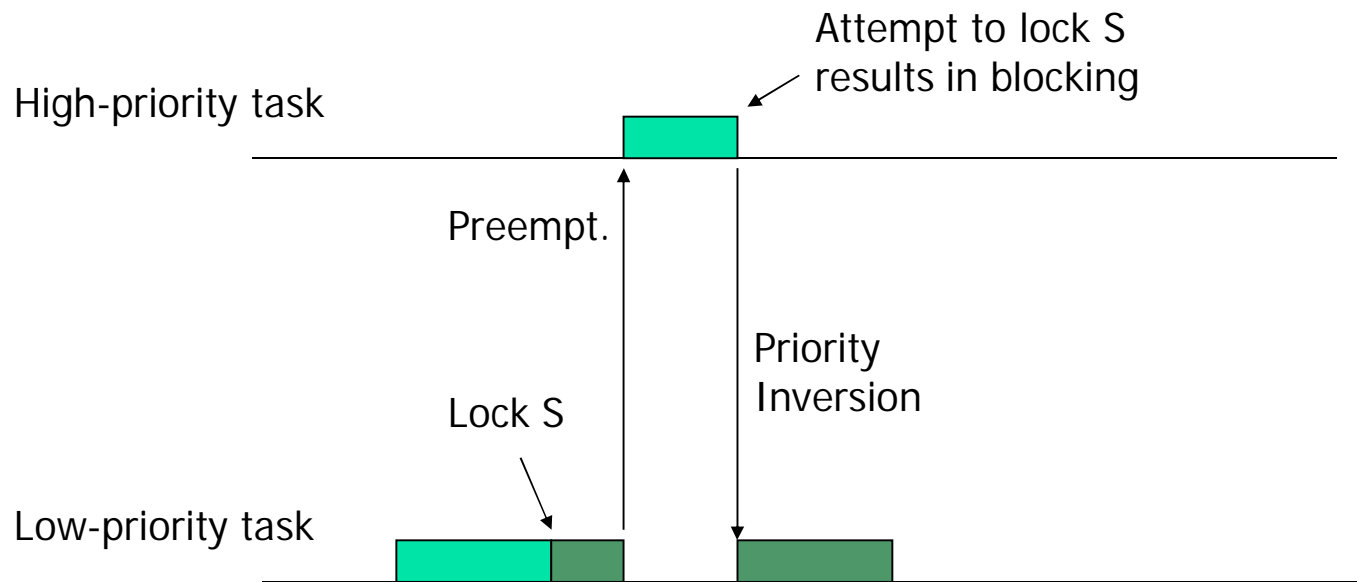 Attempt to lock S
results in blocking
High-priority task
Preempt.
Priority
Inversion
Lock S
Low-priority task